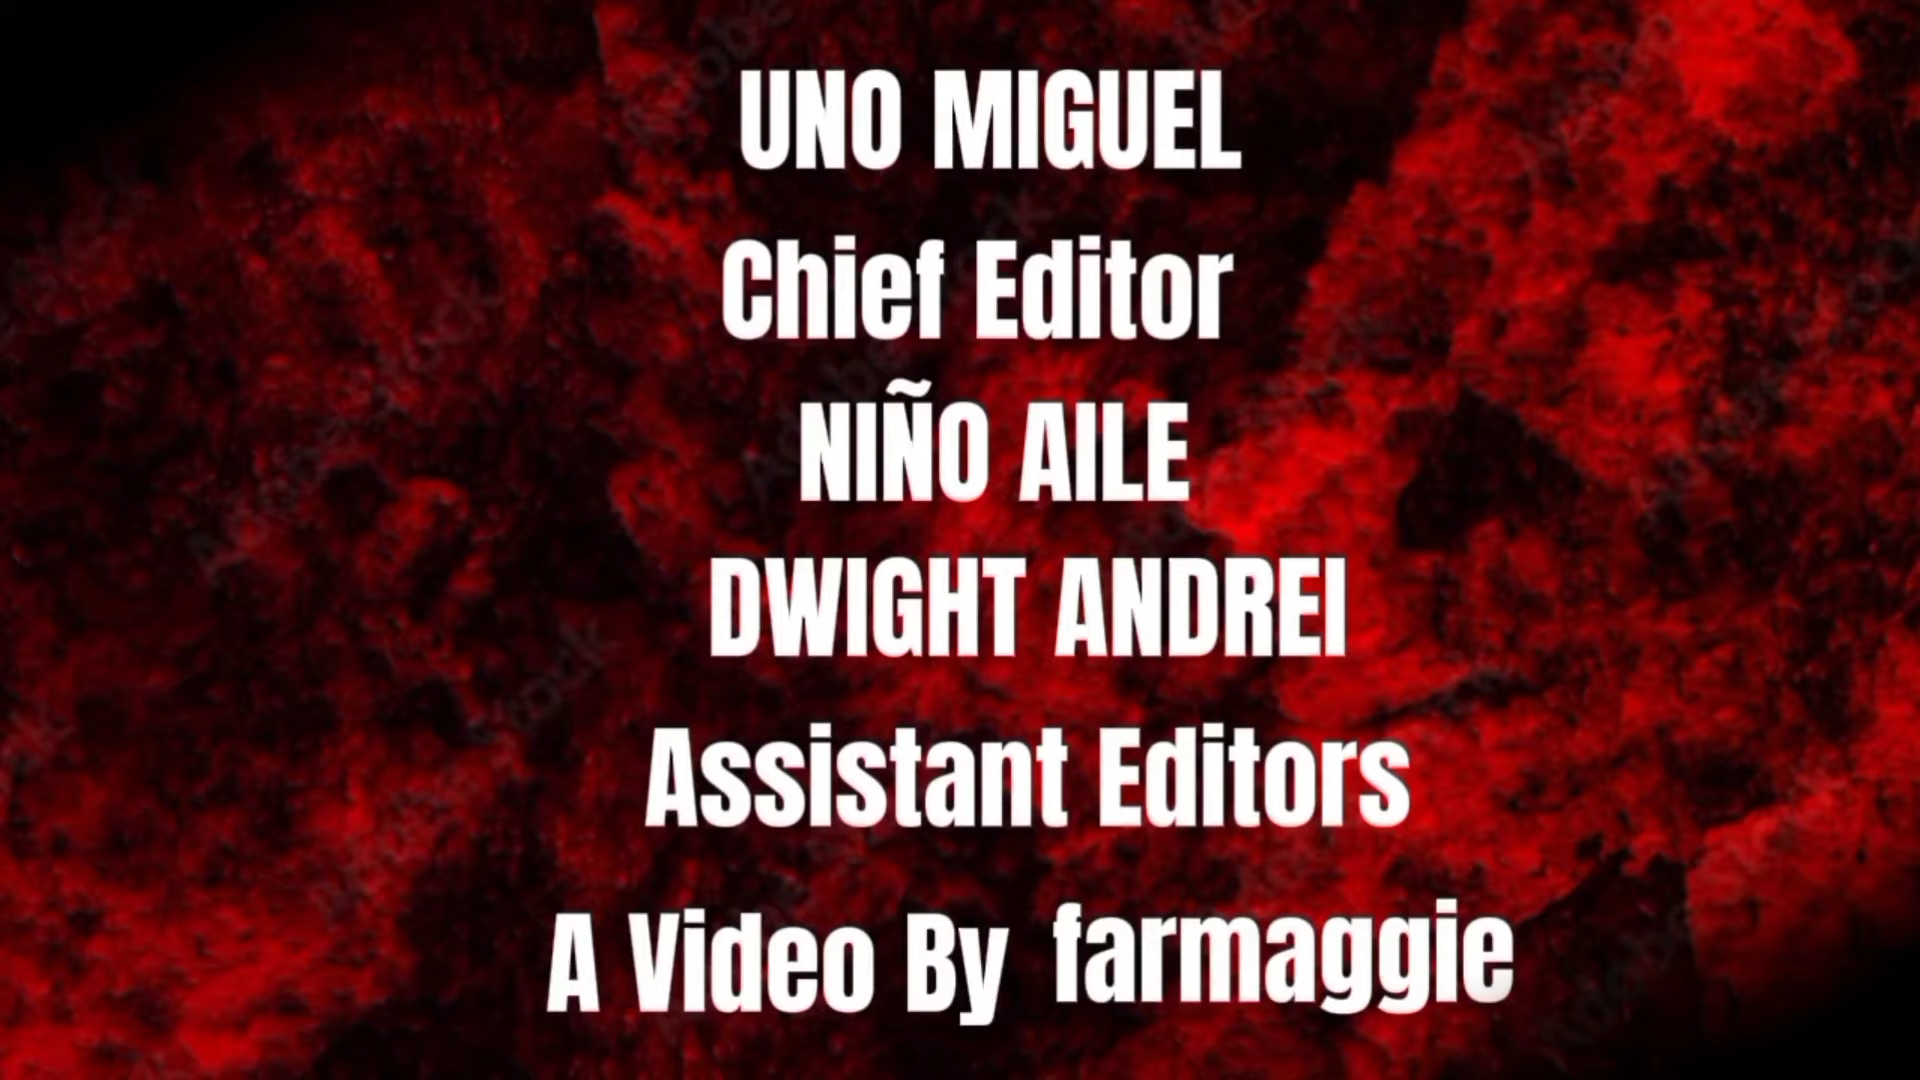 UNO MIGUEL
Chief Editor
NIÑO AILE
DWIGHT ANDREI
Assistant Editors
A Video By farmaggie